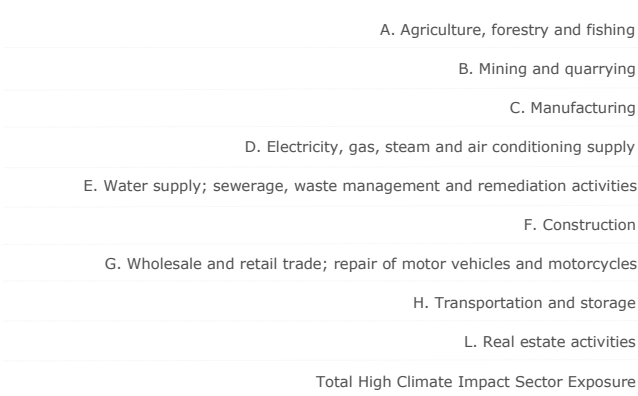 A. Agriculture, forestry and fishing
B. Mining and quarrying
C. Manufacturing
D. Electricity, gas, steam and air conditioning supply
E. Water supply; sewerage, waste management and remediation activities
F. Construction
G. Wholesale and retail trade; repair of motor vehicles and motorcycles
H. Transportation and storage
L. Real estate activities
Total High Climate Impact Sector Exposure